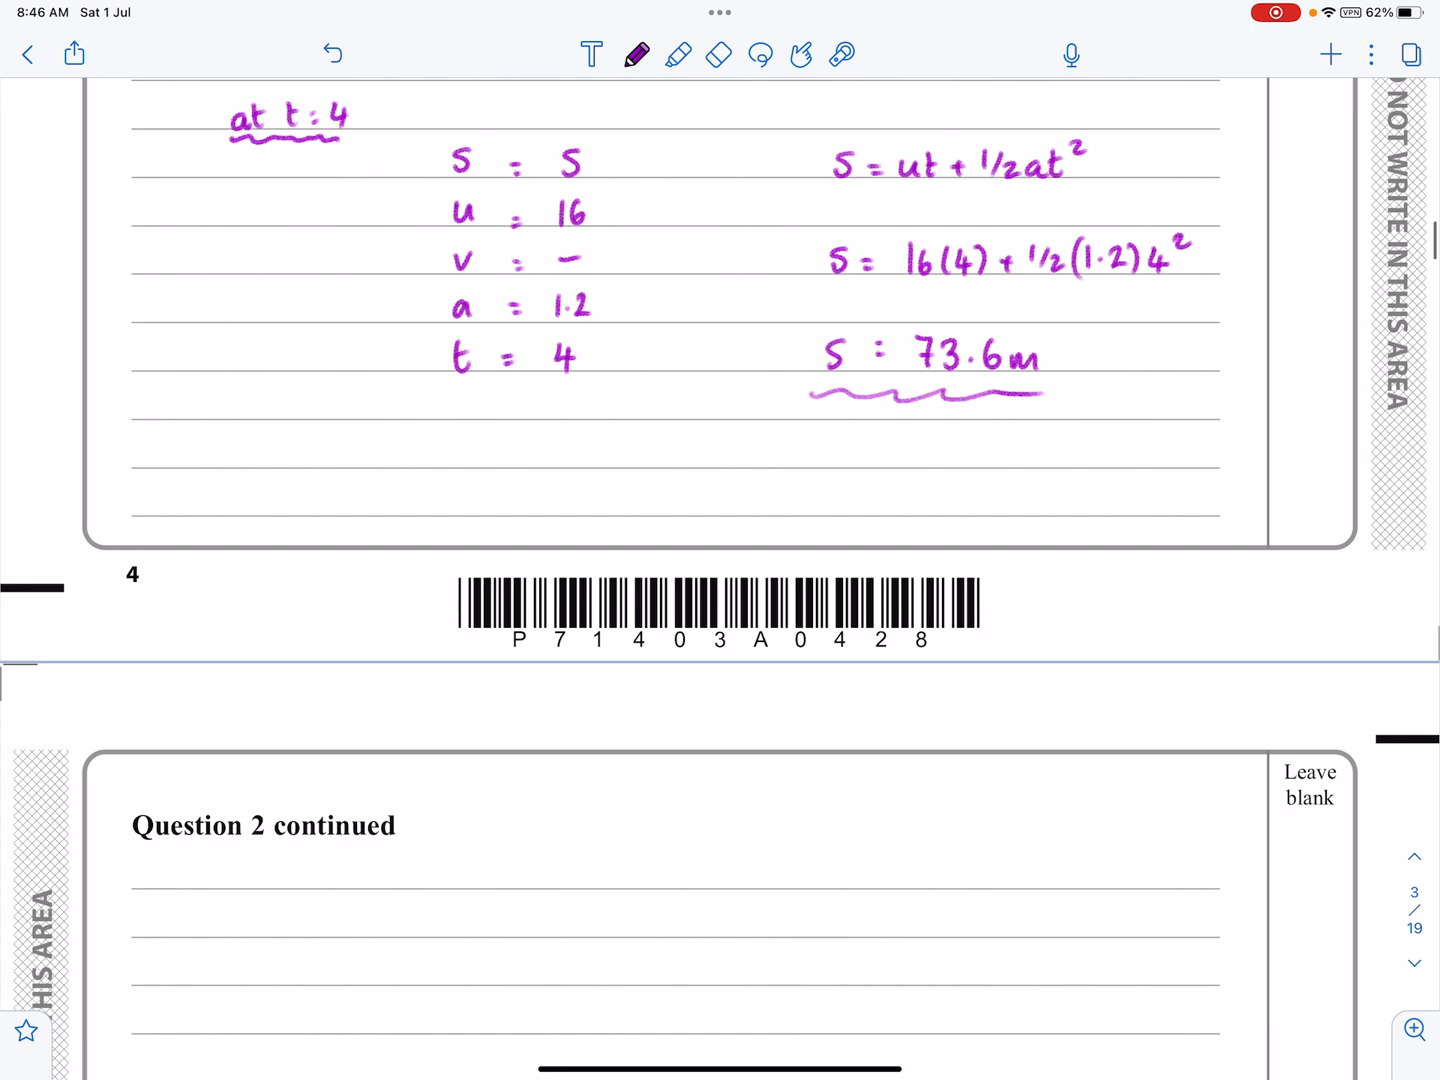 8:46 AM Sat 1 Jul
VPN 62%
at t=4
s = s
u = 16
v = -
a = 1.2
t = 4
s = ut + 1/2at²
s = 16(4) + 1/2(1.2)4²
s = 73.6m
NOT WRITE IN THIS AREA
4
P 7 1 4 0 3 A 0 4 2 8
Leave
blank
Question 2 continued
HIS AREA
3
/
19